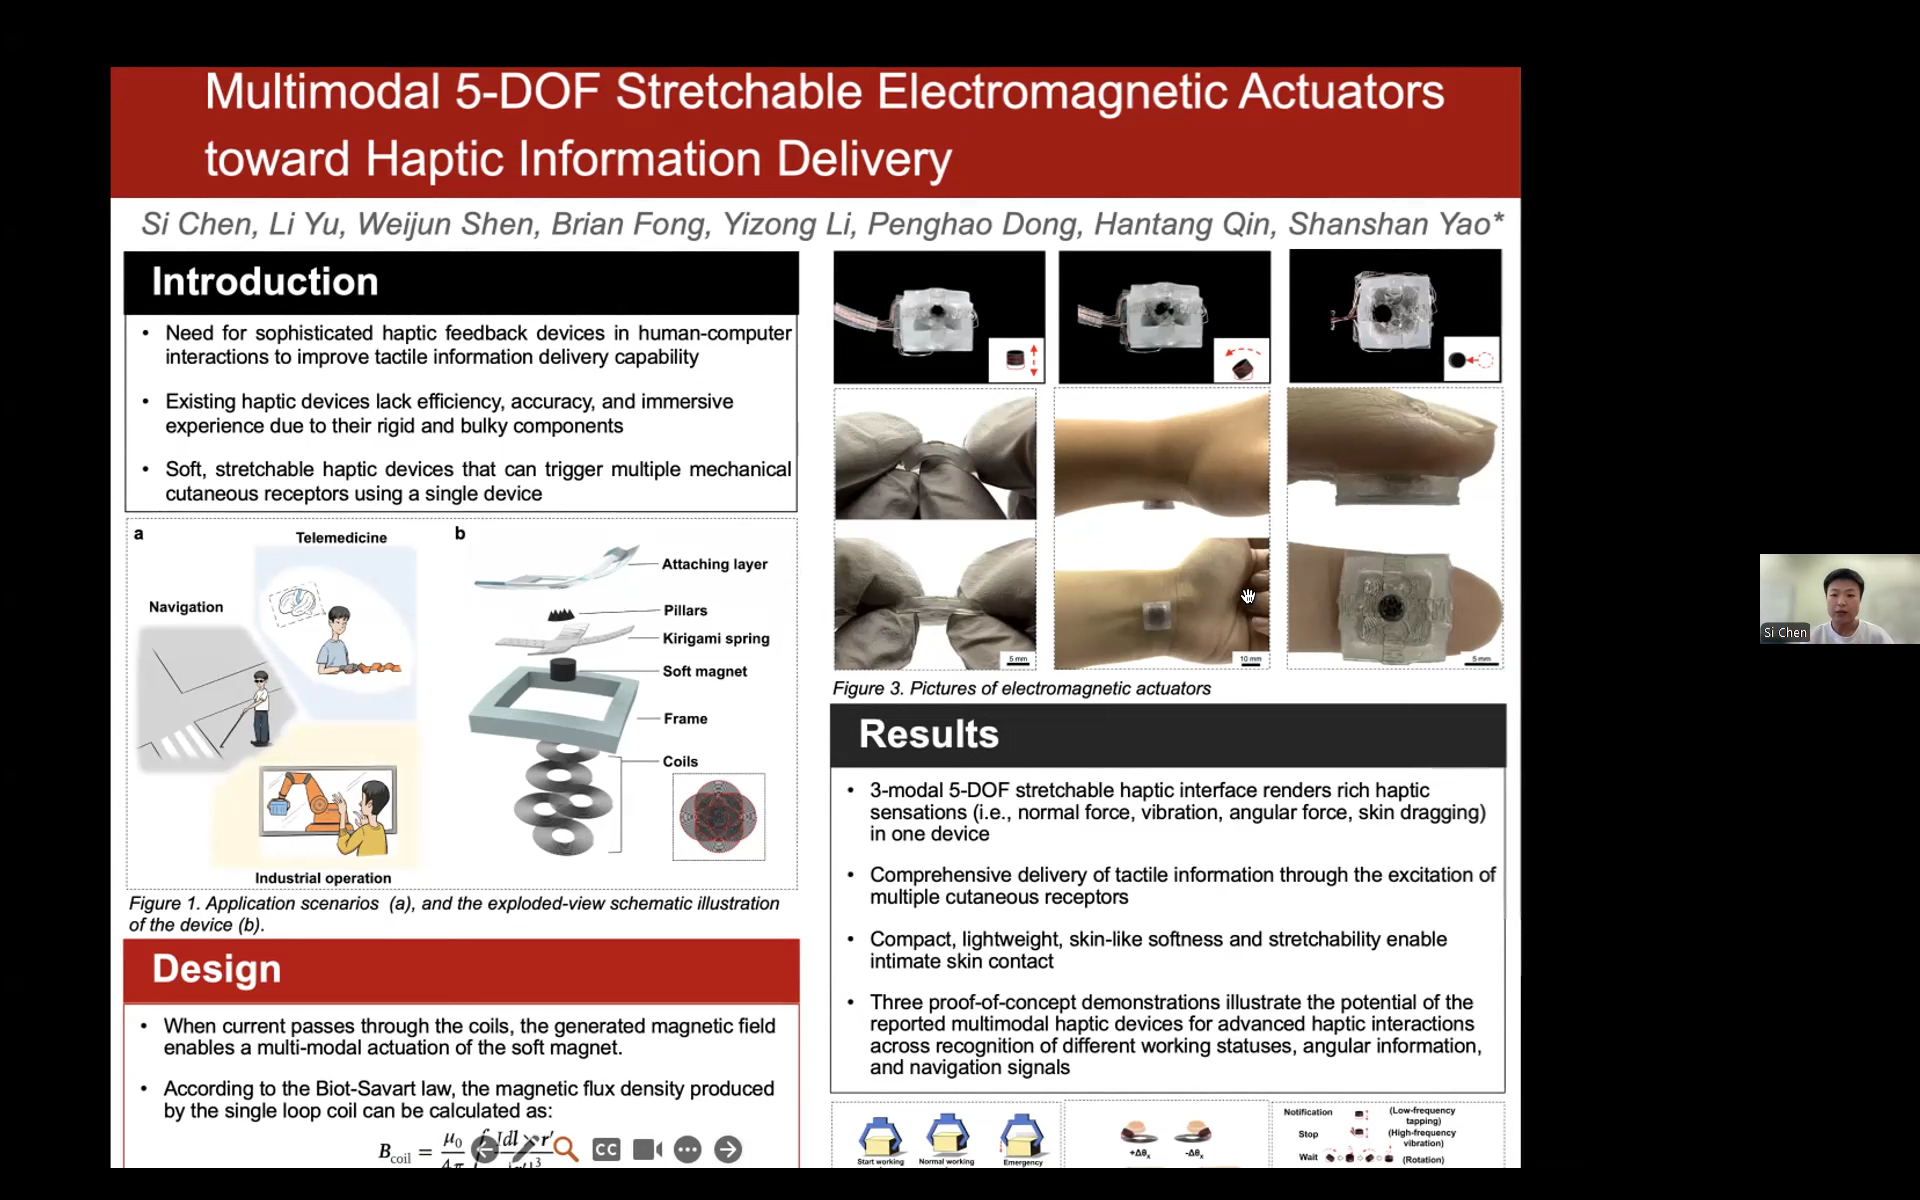 Multimodal 5-DOF Stretchable Electromagnetic Actuators
toward Haptic Information Delivery
Si Chen, Li Yu, Weijun Shen, Brian Fong, Yizong Li, Penghao Dong, Hantang Qin, Shanshan Yao*
Introduction
• Need for sophisticated haptic feedback devices in human-computer
interactions to improve tactile information delivery capability
• Existing haptic devices lack efficiency, accuracy, and immersive
experience due to their rigid and bulky components
• Soft, stretchable haptic devices that can trigger multiple mechanical
cutaneous receptors using a single device
a
Telemedicine
Navigation
Industrial operation
b
Attaching layer
Pillars
Kirigami spring
Soft magnet
Frame
Coils
Figure 1. Application scenarios (a), and the exploded-view schematic illustration
of the device (b).
Design
• When current passes through the coils, the generated magnetic field
enables a multi-modal actuation of the soft magnet.
• According to the Biot-Savart law, the magnetic flux density produced
by the single loop coil can be calculated as:
B coil =
CC
5 mm
10 mm
5 mm
Figure 3. Pictures of electromagnetic actuators
Results
• 3-modal 5-DOF stretchable haptic interface renders rich haptic
sensations (i.e., normal force, vibration, angular force, skin dragging)
in one device
• Comprehensive delivery of tactile information through the excitation of
multiple cutaneous receptors
• Compact, lightweight, skin-like softness and stretchability enable
intimate skin contact
• Three proof-of-concept demonstrations illustrate the potential of the
reported multimodal haptic devices for advanced haptic interactions
across recognition of different working statuses, angular information,
and navigation signals
Start working
Normal working
Emergency
+Δθx
-Δθx
Notification (Low-frequency
tapping)
Stop (High-frequency
vibration)
Wait (Rotation)
Si Chen